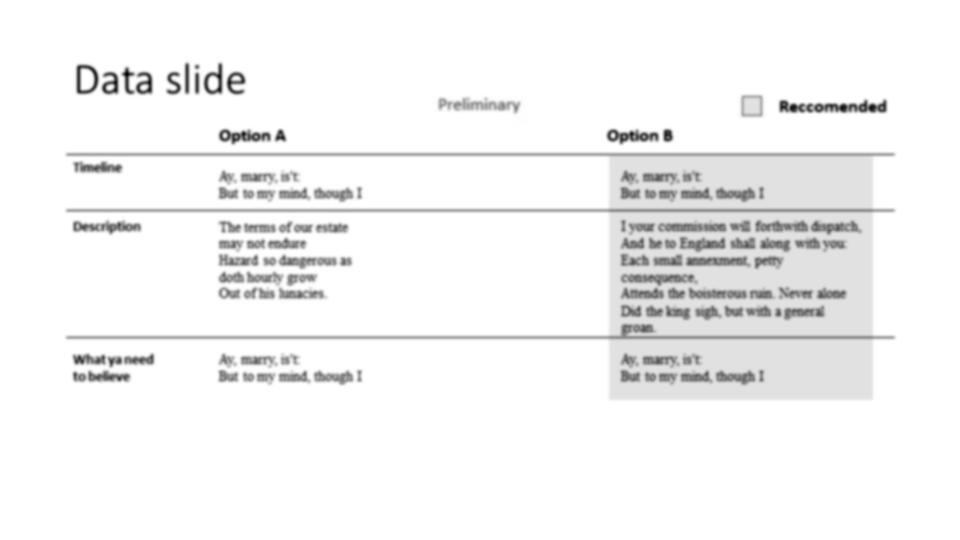 Data slide
Preliminary
Reccomended
Option A
Option B
Timeline
Ay, marry, is't:
But to my mind, though I
Ay, marry, is't:
But to my mind, though I
Description
The terms of our estate
may not endure
Hazard so dangerous as
doth hourly grow
Out of his lunacies.
I your commission will forthwith dispatch,
And he to England shall along with you:
Each small annexment, petty
consequence,
Attends the boisterous ruin. Never alone
Did the king sigh, but with a general
groan.
What ya need
to believe
Ay, marry, is't:
But to my mind, though I
Ay, marry, is't:
But to my mind, though I